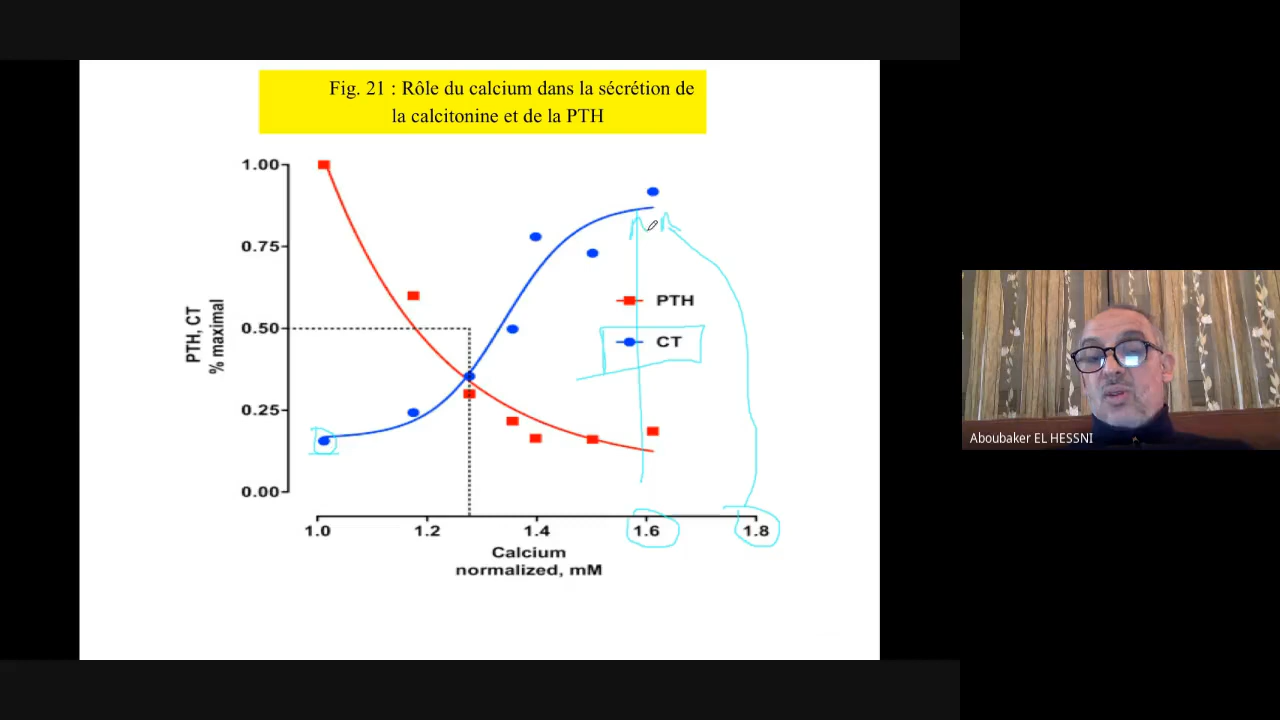 Fig. 21 : Rôle du calcium dans la sécrétion de
la calcitonine et de la PTH
1.00
0.75
0.50
0.25
0.00
PTH, CT
% maximal
PTH
CT
1.0 1.2 1.4 1.6 1.8
Calcium
normalized, mM
Aboubaker EL HESSNI